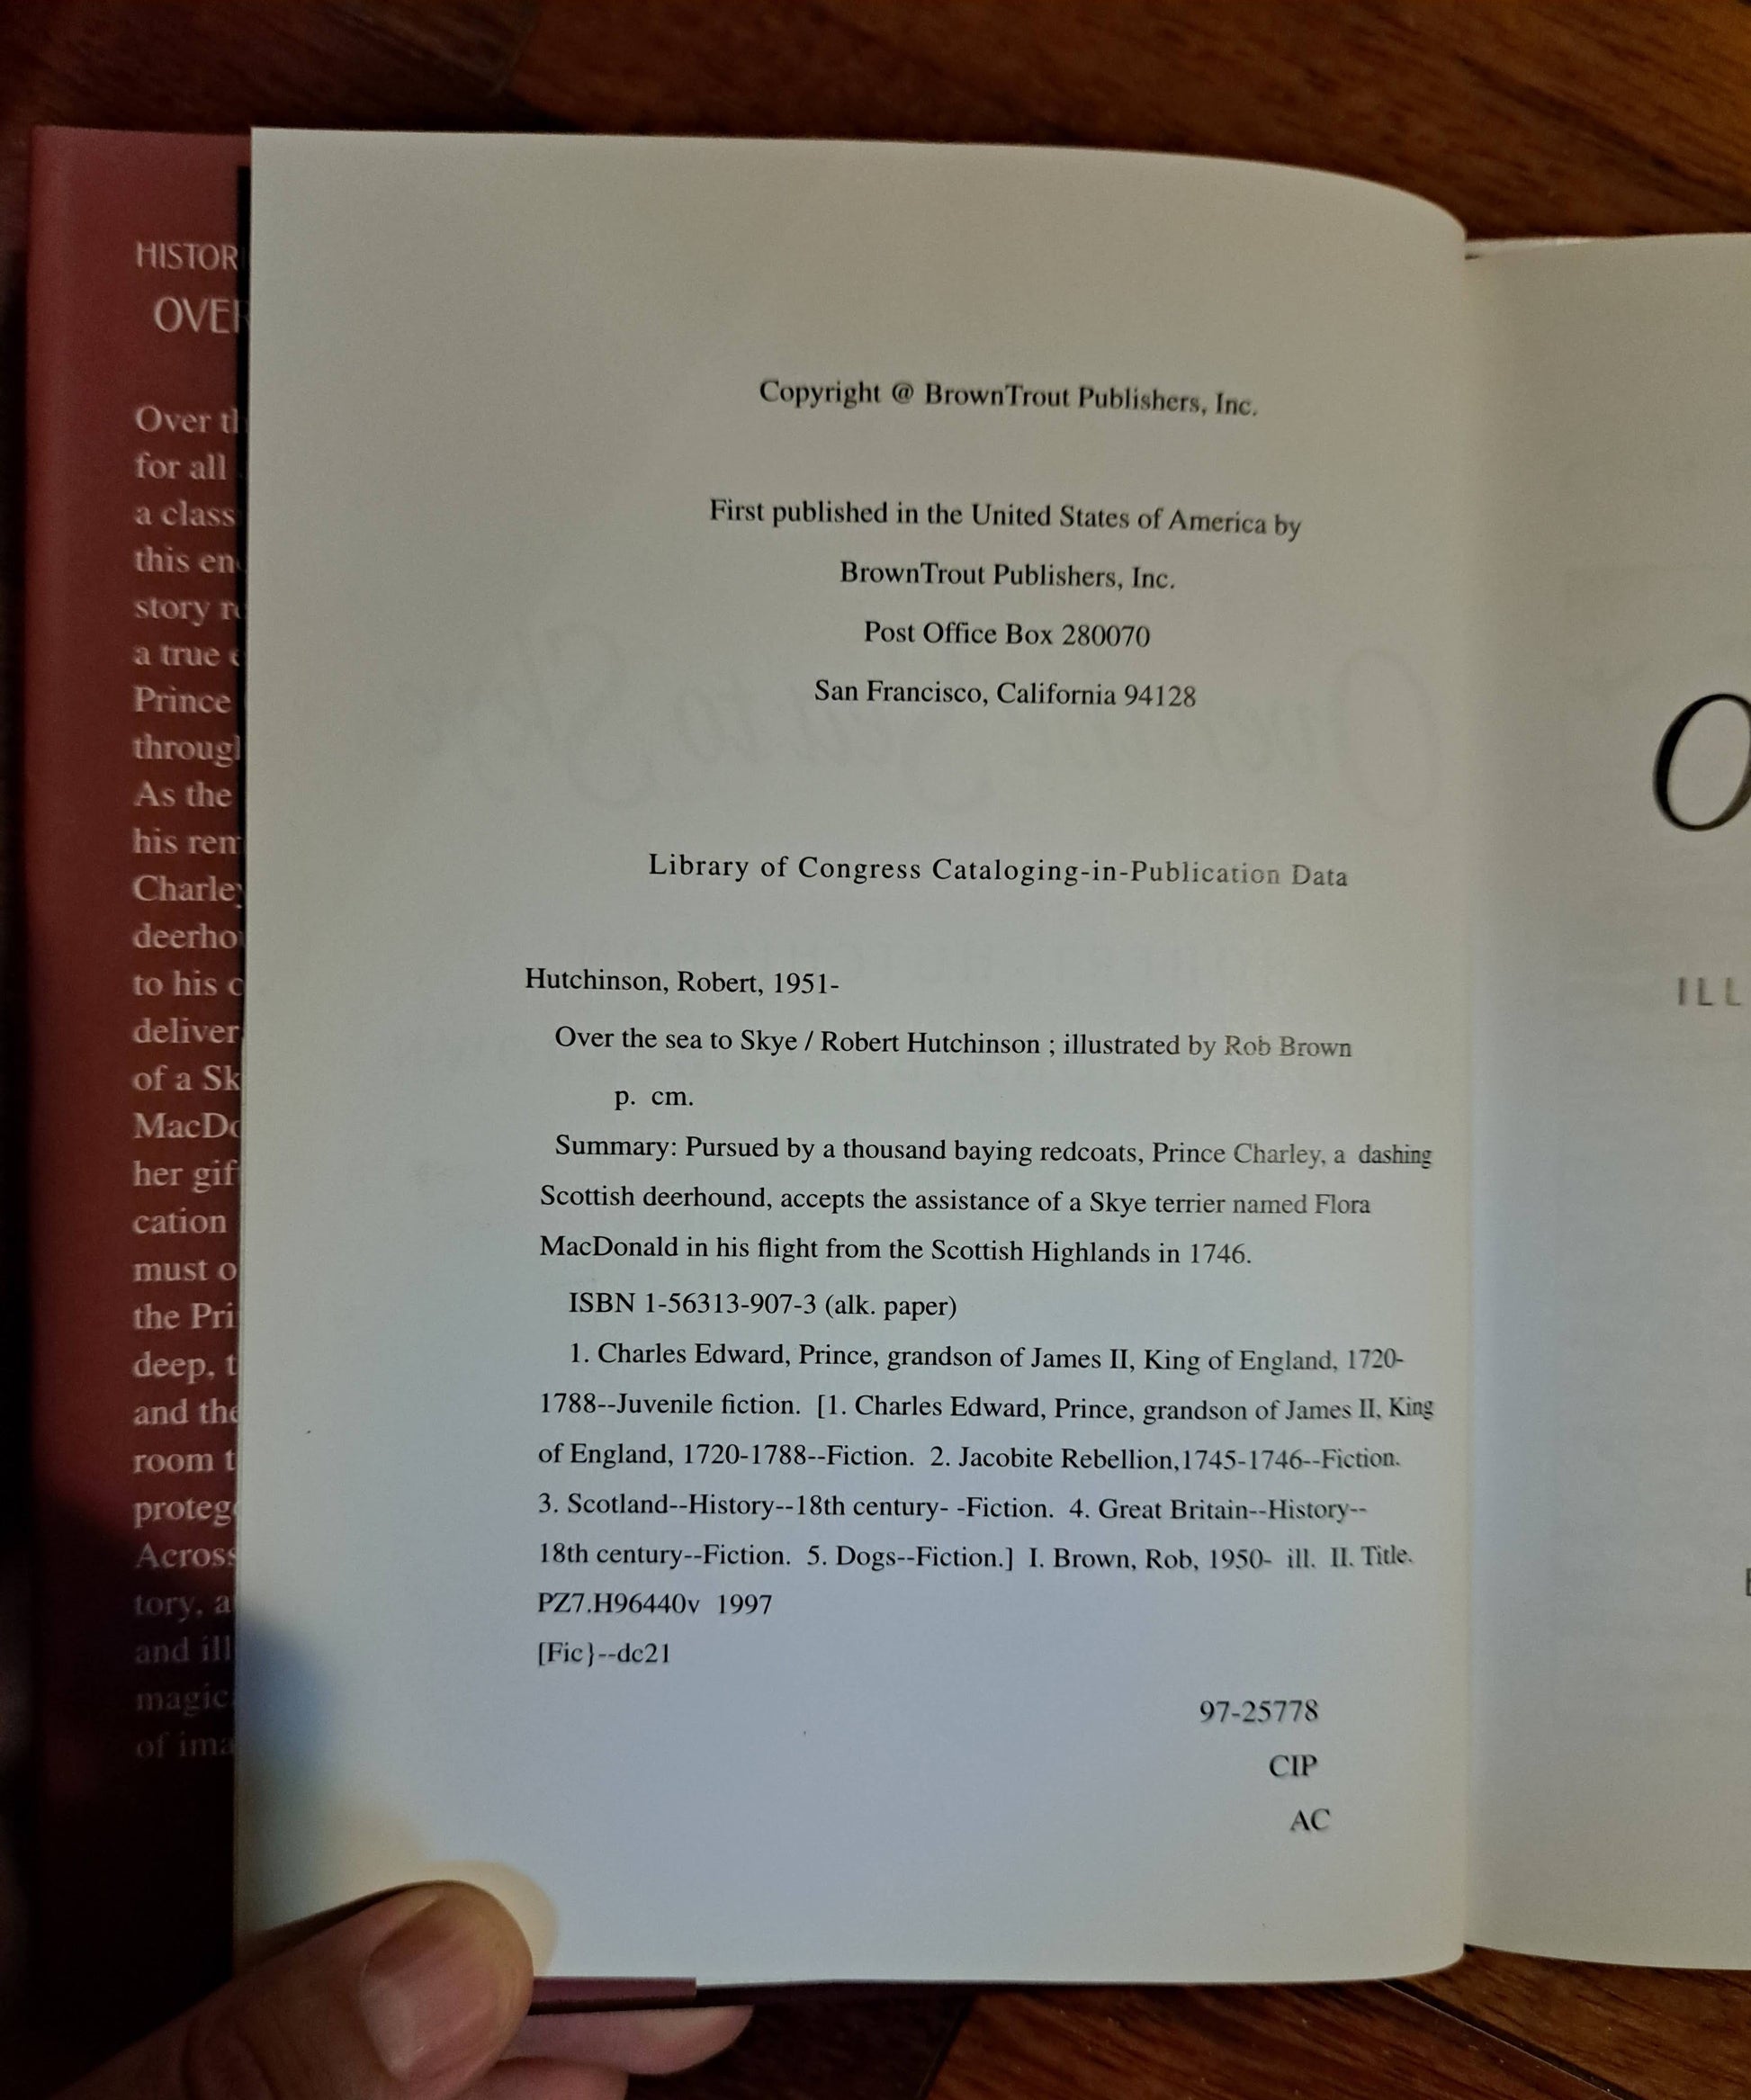 HISTOR
OVER
Over th
for all
a class
this en
story re
a true
Prince
through
As the
his rem
Charley
deerhou
to his c
deliver
of a Sk
MacDo
her gif
cation
must o
the Pri
deep, t
and the
room t
protege
Across
tory, a
and ill
magic
of ima
Copyright @ BrownTrout Publishers, Inc.
First published in the United States of America by
BrownTrout Publishers, Inc.
Post Office Box 280070
San Francisco, California 94128
Library of Congress Cataloging-in-Publication Data
Hutchinson, Robert, 1951-
Over the sea to Skye / Robert Hutchinson ; illustrated by Rob Brown
p. cm.
Summary: Pursued by a thousand baying redcoats, Prince Charley, a dashing
Scottish deerhound, accepts the assistance of a Skye terrier named Flora
MacDonald in his flight from the Scottish Highlands in 1746.
ISBN 1-56313-907-3 (alk. paper)
1. Charles Edward, Prince, grandson of James II, King of England, 1720-
1788--Juvenile fiction. [1. Charles Edward, Prince, grandson of James II, King
of England, 1720-1788--Fiction. 2. Jacobite Rebellion,1745-1746--Fiction.
3. Scotland--History--18th century- -Fiction. 4. Great Britain--History--
18th century--Fiction. 5. Dogs--Fiction.] I. Brown, Rob, 1950- ill. II. Title.
PZ7.H96440v 1997
[Fic}--dc21
97-25778
CIP
AC
O
ILL